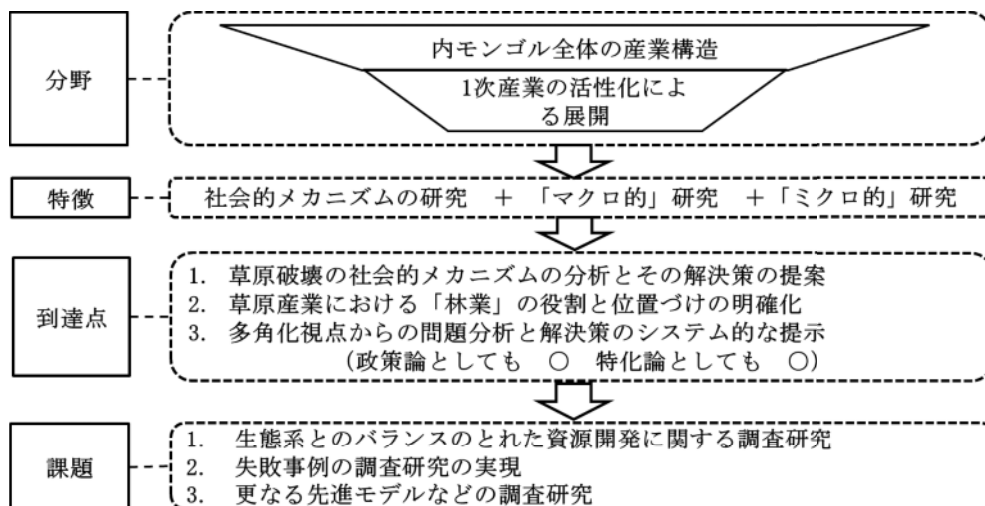 分野
内モンゴル全体の産業構造
1次産業の活性化によ
る展開
特徴
社会的メカニズムの研究 + 「マクロ的」研究 +「ミクロ的」研究
到達点
1. 草原破壊の社会的メカニズムの分析とその解決策の提案
2. 草原産業における「林業」の役割と位置づけの明確化
3. 多角化視点からの問題分析と解決策のシステム的な提示
(政策論としても 〇 特化論としても 〇)
課題
1. 生態系とのバランスのとれた資源開発に関する調査研究
2. 失敗事例の調査研究の実現
3. 更なる先進モデルなどの調査研究